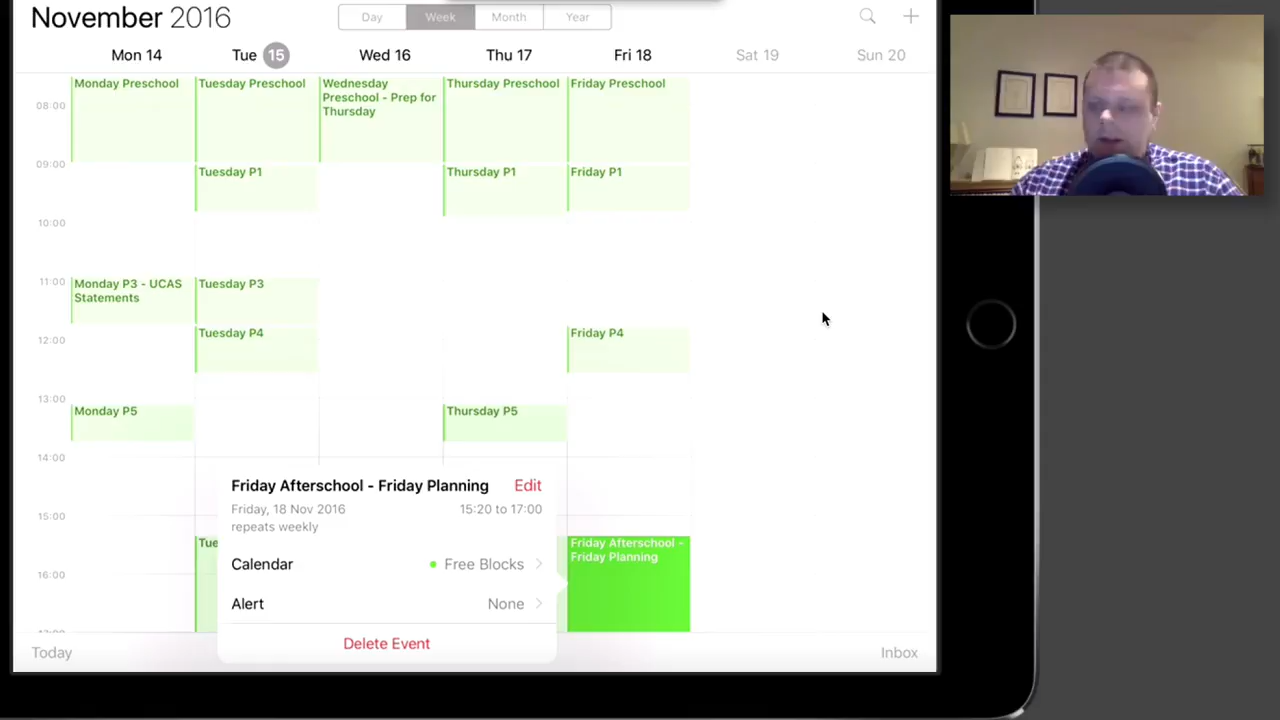 November 2016
Day Week Month Year
Mon 14 Tue 15 Wed 16 Thu 17 Fri 18 Sat 19 Sun 20
08:00
09:00
10:00
11:00
12:00
13:00
14:00
15:00
16:00
17:00
Monday Preschool
Monday P3 - UCAS
Statements
Monday P5
Tuesday Preschool
Tuesday P1
Tuesday P3
Tuesday P4
Tue
Wednesday
Preschool - Prep for
Thursday
Thursday Preschool
Thursday P1
Thursday P5
Friday Preschool
Friday P1
Friday P4
Friday Afterschool -
Friday Planning
Friday Afterschool - Friday Planning Edit
Friday, 18 Nov 2016 15:20 to 17:00
repeats weekly
Calendar Free Blocks
Alert None
Delete Event
Today Inbox